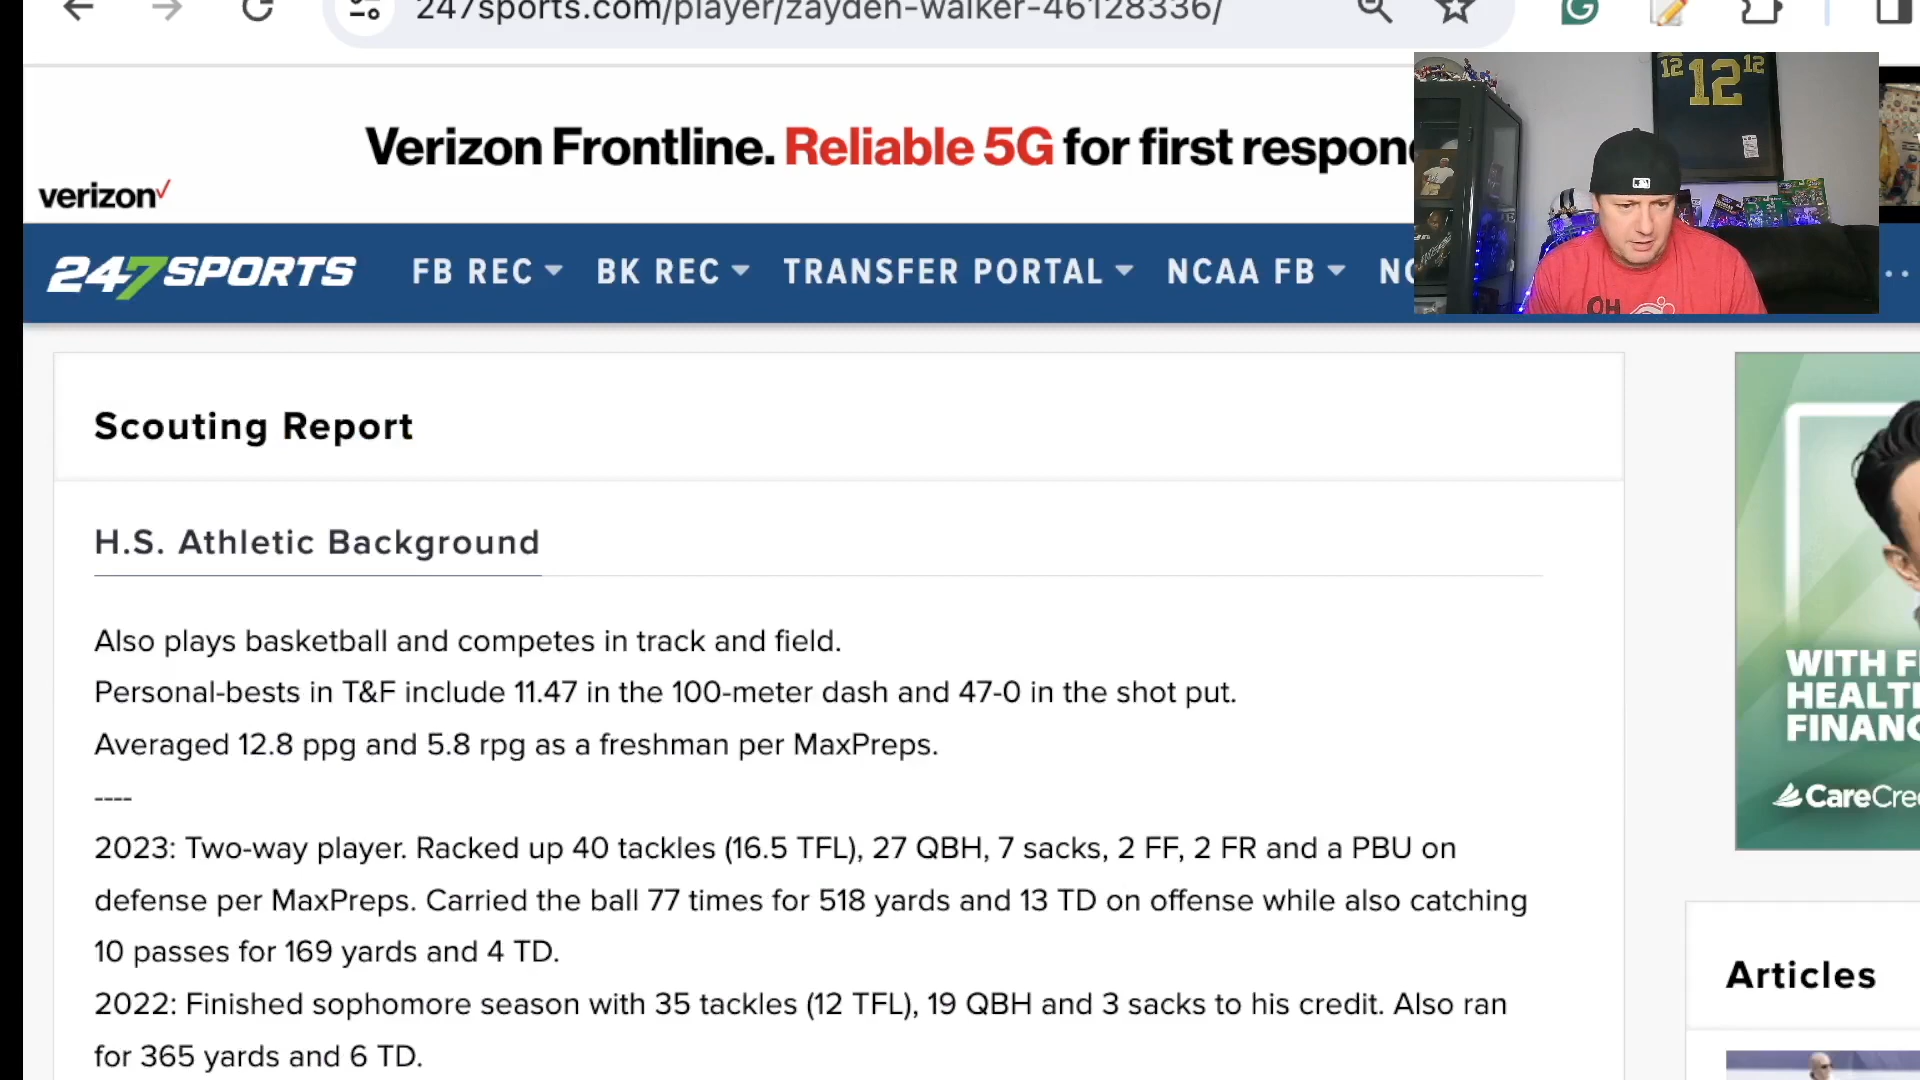 247sports.com/player/zayden-walker-46128336/
12 12 12
Verizon Frontline. Reliable 5G for first respon
verizon
247SPORTS FB REC BK REC TRANSFER PORTAL NCAA FB NC
OH
Scouting Report
H.S. Athletic Background
Also plays basketball and competes in track and field.
Personal-bests in T&F include 11.47 in the 100-meter dash and 47-0 in the shot put.
Averaged 12.8 ppg and 5.8 rpg as a freshman per MaxPreps.
----
2023: Two-way player. Racked up 40 tackles (16.5 TFL), 27 QBH, 7 sacks, 2 FF, 2 FR and a PBU on
defense per MaxPreps. Carried the ball 77 times for 518 yards and 13 TD on offense while also catching
10 passes for 169 yards and 4 TD.
2022: Finished sophomore season with 35 tackles (12 TFL), 19 QBH and 3 sacks to his credit. Also ran
for 365 yards and 6 TD.
WITH F
HEALT
FINANC
CareCre
Articles